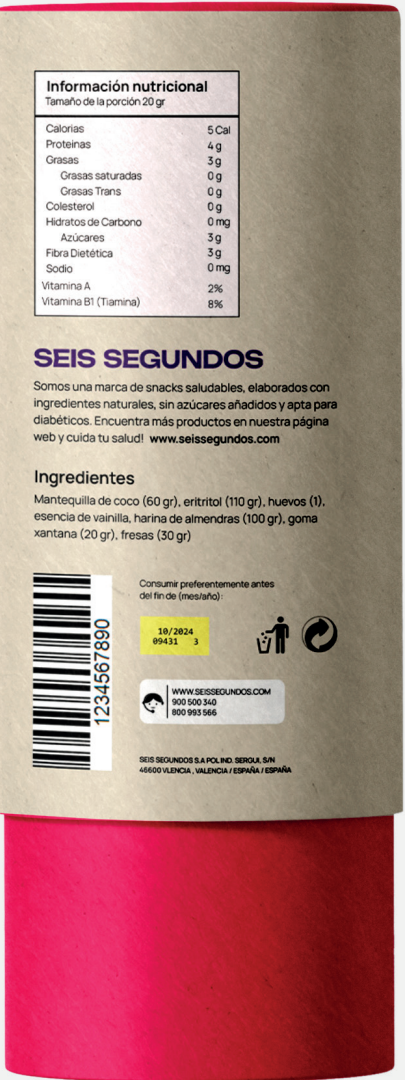 Información nutricional
Tamaño de la porción 20 gr
Calorias 5 Cal
Proteinas 4 g
Grasas 3 g
Grasas saturadas 0 g
Grasas Trans 0 g
Colesterol 0 g
Hidratos de Carbono 0 mg
Azúcares 3 g
Fibra Dietética 3 g
Sodio 0 mg
Vitamina A 2%
Vitamina B1 (Tiamina) 8%
SEIS SEGUNDOS
Somos una marca de snacks saludables, elaborados con
ingredientes naturales, sin azúcares añadidos y apta para
diabéticos. Encuentra más productos en nuestra página
web y cuida tu salud! www.seissegundos.com
Ingredientes
Mantequilla de coco (60 gr), eritritol (110 gr), huevos (1),
esencia de vainilla, harina de almendras (100 gr), goma
xantana (20 gr), fresas (30 gr)
1234567890
Consumir preferentemente antes
del fin de (mes/año):
10/2024
09431 3
WWW.SEISSEGUNDOS.COM
900 500 340
800 993 566
SEIS SEGUNDOS S.A POL IND. SERGUI, S/N
46600 VLENCIA , VALENCIA / ESPAÑA / ESPAÑA